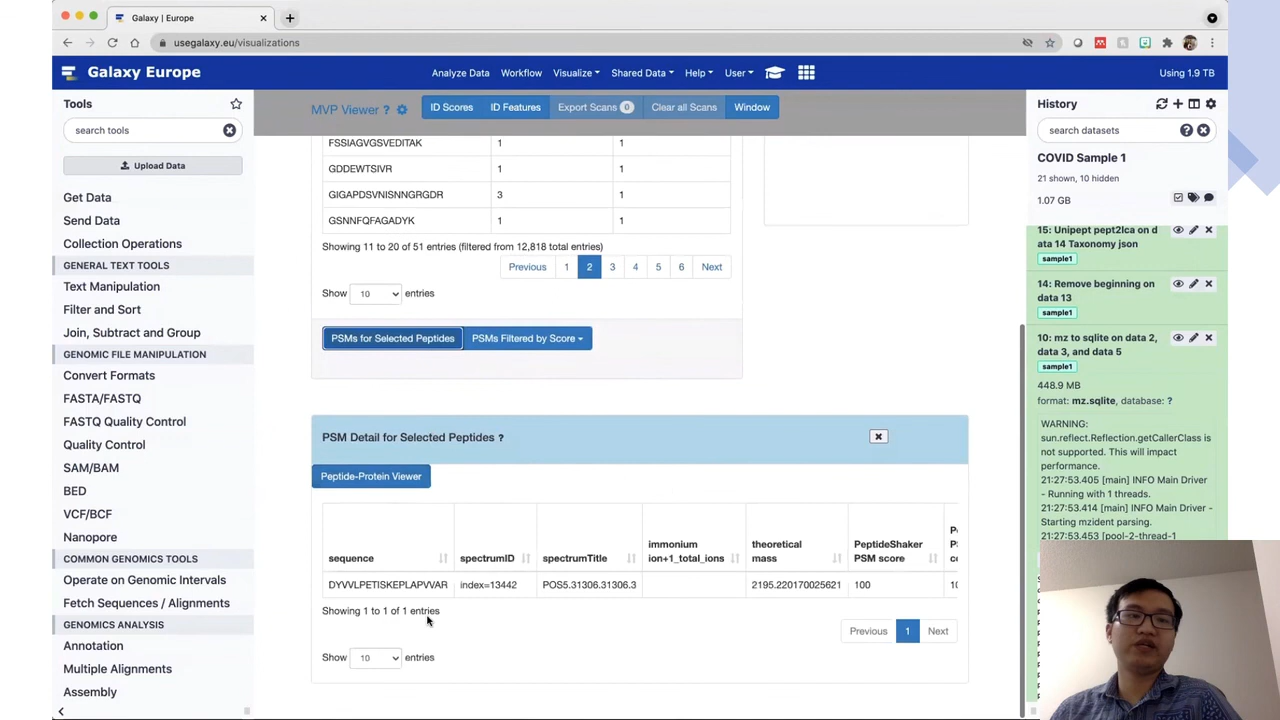 Galaxy | Europe
usegalaxy.eu/visualizations
Galaxy Europe
Analyze Data
Workflow
Visualize
Shared Data
Help
User
Using 1.9 TB
Tools
search tools
Upload Data
Get Data
Send Data
Collection Operations
GENERAL TEXT TOOLS
Text Manipulation
Filter and Sort
Join, Subtract and Group
GENOMIC FILE MANIPULATION
Convert Formats
FASTA/FASTQ
FASTQ Quality Control
Quality Control
SAM/BAM
BED
VCF/BCF
Nanopore
COMMON GENOMICS TOOLS
Operate on Genomic Intervals
Fetch Sequences / Alignments
GENOMICS ANALYSIS
Annotation
Multiple Alignments
Assembly
MVP Viewer ?
ID Scores
ID Features
Export Scans 0
Clear all Scans
Window
FSSIAGVGSVEDITAK 1 1
GDDEWTSIVR 1 1
GIGAPDSVNISNNGRGDR 3 1
GSNNFQFAGADYK 1 1
Showing 11 to 20 of 51 entries (filtered from 12,818 total entries)
Previous 1 2 3 4 5 6 Next
Show 10 entries
PSMs for Selected Peptides
PSMs Filtered by Score
PSM Detail for Selected Peptides ?
Peptide-Protein Viewer
sequence
spectrumID
spectrumTitle
immonium
ion+1_total_ions
theoretical
mass
PeptideShaker
PSM score
DYVVLPETISKEPLAPVVAR index=13442 POS5.31306.31306.3 2195.220170025621 100
Showing 1 to 1 of 1 entries
Previous 1 Next
Show 10 entries
History
search datasets
COVID Sample 1
21 shown, 10 hidden
1.07 GB
15: Unipept pept2lca on d
ata 14 Taxonomy json
sample1
14: Remove beginning on
data 13
sample1
10: mz to sqlite on data 2,
data 3, and data 5
sample1
448.9 MB
format: mz.sqlite, database: ?
WARNING:
sun.reflect.Reflection.getCallerClass is
not supported. This will impact
performance.
21:27:53.405 [main] INFO Main Driver
- Running with 1 threads.
21:27:53.414 [main] INFO Main Driver -
Starting mzident parsing.
21:27:53.453 [pool-2-thread-1